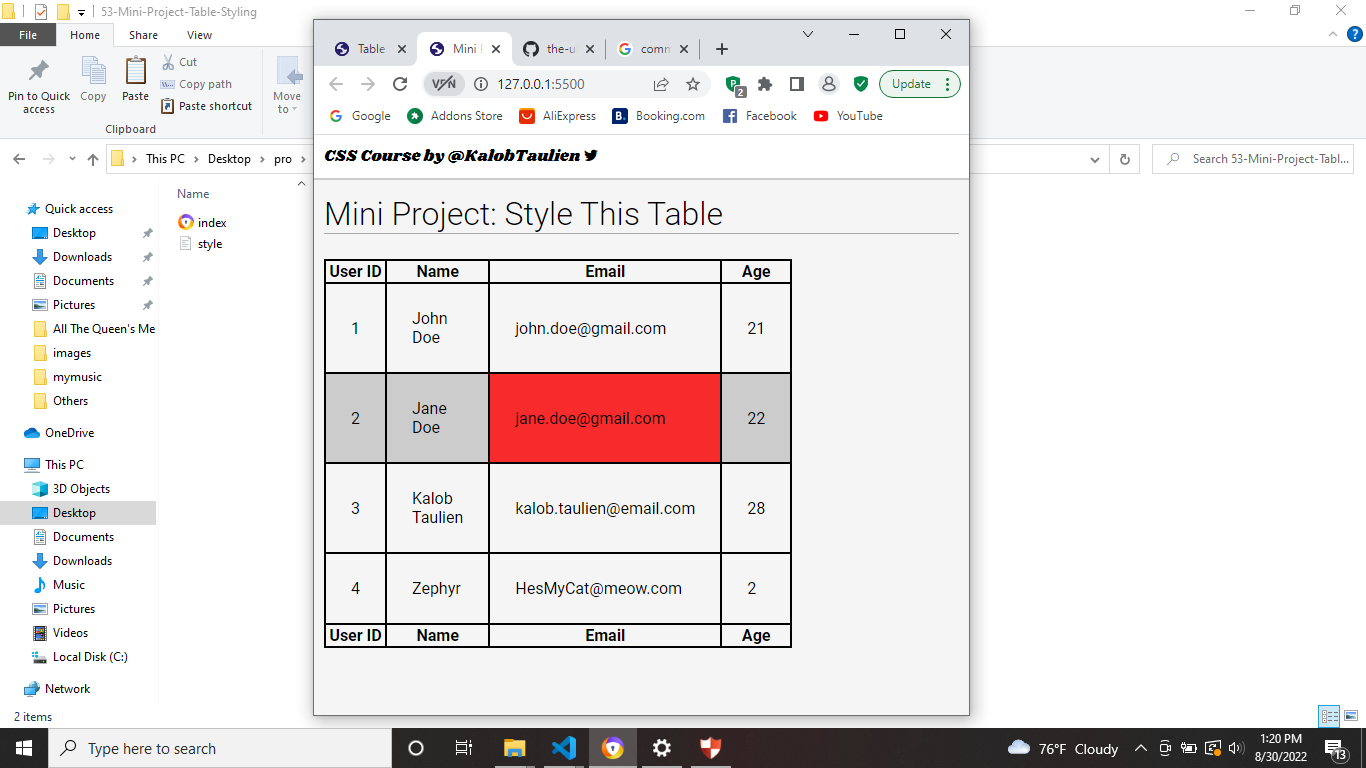 53-Mini-Project-Table-Styling
File Home Share View
Pin to Quick access
Copy
Paste
Cut
Copy path
Paste shortcut
Move to
Clipboard
This PC Desktop pro
Search 53-Mini-Project-Tabl...
Quick access
Desktop
Downloads
Documents
Pictures
All The Queen's Me
images
mymusic
Others
OneDrive
This PC
3D Objects
Desktop
Documents
Downloads
Music
Pictures
Videos
Local Disk (C:)
Network
Name
index
style
2 items
Table Mini the-u com
VPN 127.0.0.1:5500 2 Update
Google Addons Store AliExpress B. Booking.com Facebook YouTube
CSS Course by @KalobTaulien
Mini Project: Style This Table
User ID Name Email Age
1 John Doe john.doe@gmail.com 21
2 Jane Doe jane.doe@gmail.com 22
3 Kalob Taulien kalob.taulien@email.com 28
4 Zephyr HesMyCat@meow.com 2
User ID Name Email Age
Type here to search
76°F Cloudy
1:20 PM
8/30/2022
13